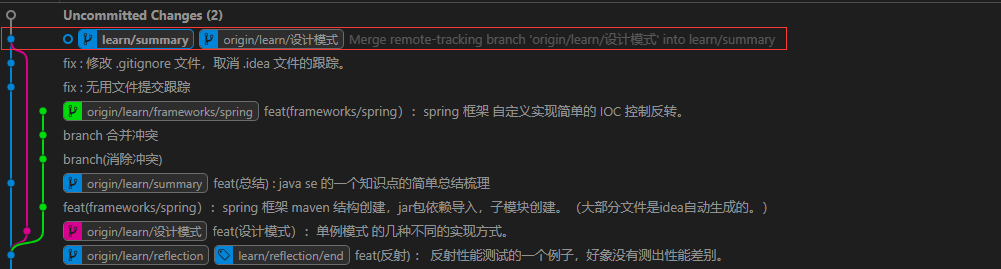 Uncommitted Changes (2)
learn/summary origin/learn/设计模式 Merge remote-tracking branch 'origin/learn/设计模式' into learn/summary
fix : 修改 .gitignore 文件，取消 .idea 文件的跟踪。
fix : 无用文件提交跟踪
origin/learn/frameworks/spring feat(frameworks/spring) ： spring 框架 自定义实现简单的 IOC 控制反转。
branch 合并冲突
branch(消除冲突)
origin/learn/summary feat(总结) : java se 的一个知识点的简单总结梳理
feat(frameworks/spring) ： spring 框架 maven 结构创建，jar包依赖导入，子模块创建。（大部分文件是idea自动生成的。）
origin/learn/设计模式 feat(设计模式) ：单例模式 的几种不同的实现方式。
origin/learn/reflection learn/reflection/end feat(反射) ： 反射性能测试的一个例子，好象没有测出性能差别。